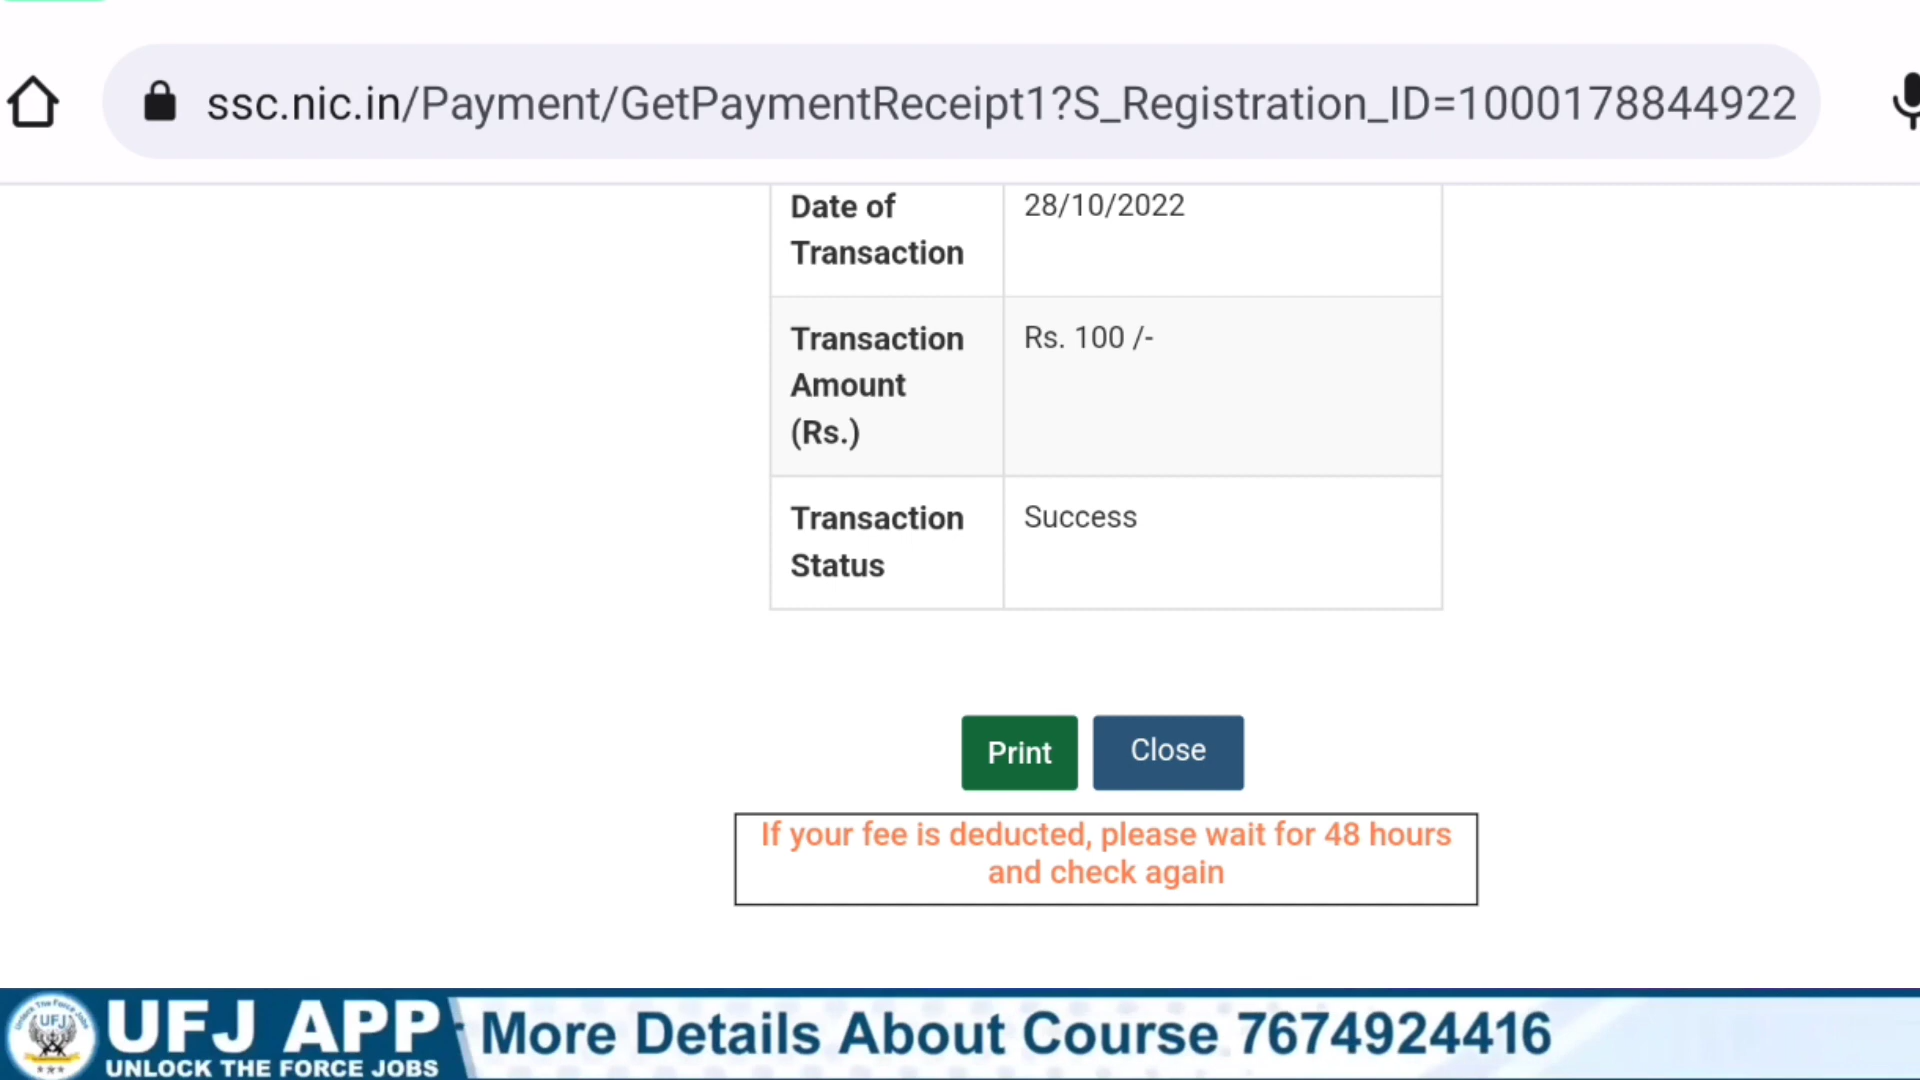 ssc.nic.in/Payment/GetPaymentReceipt1?S_Registration_ID=1000178844922
Date of
Transaction
28/10/2022
Transaction
Amount
(Rs.)
Rs. 100 /-
Transaction
Status
Success
Print
Close
If your fee is deducted, please wait for 48 hours
and check again
UFJ
UFJ APP
UNLOCK THE FORCE JOBS
More Details About Course 7674924416